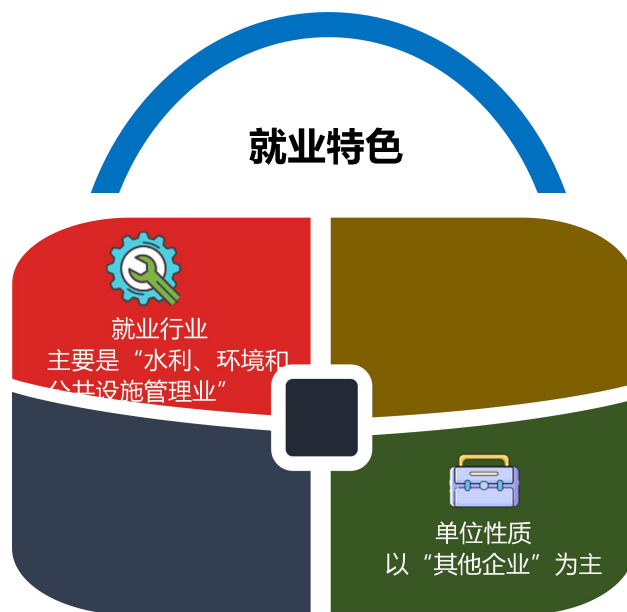 就业特色
就业行业
主要是“水利、环境和
公共设施管理业”
单位性质
以“其他企业”为主